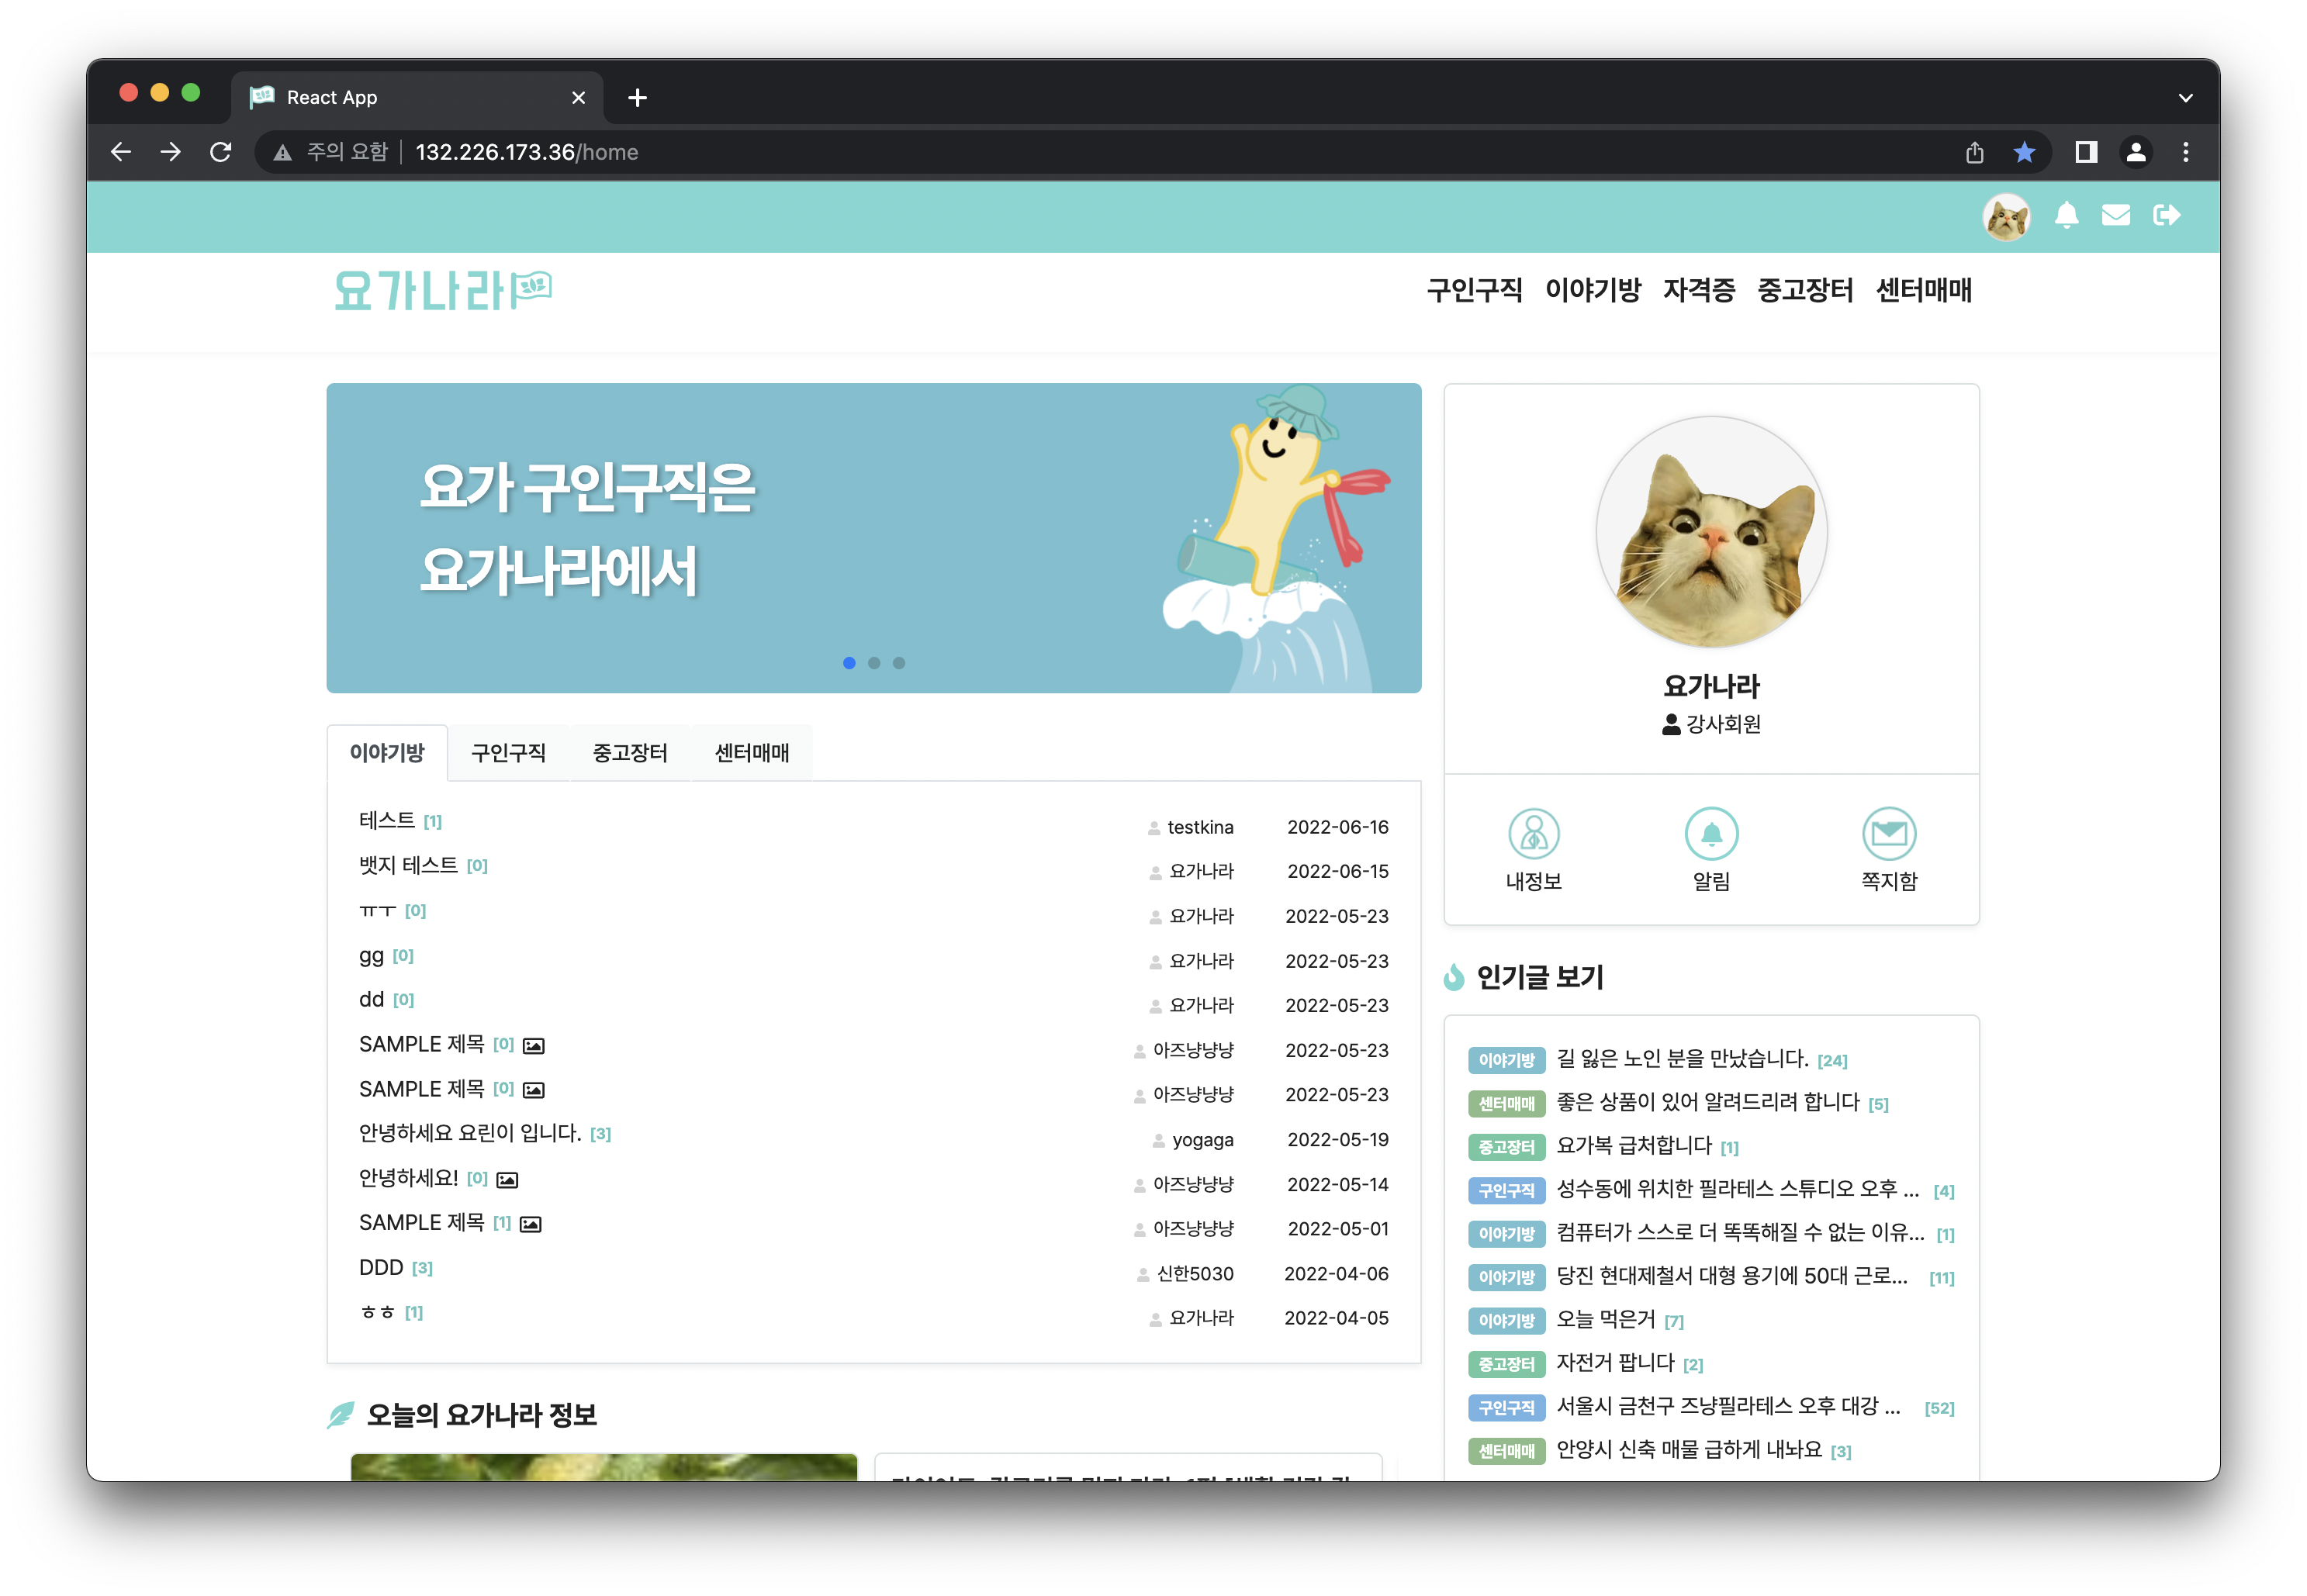 React App
주의 요함 132.226.173.36/home
요가나라
구인구직 이야기방 자격증 중고장터 센터매매
요가 구인구직은
요가나라에서
요가나라
강사회원
내정보 알림 쪽지함
이야기방 구인구직 중고장터 센터매매
테스트 [1] testkina 2022-06-16
뱃지 테스트 [0] 요가나라 2022-06-15
ㅠㅜ [0] 요가나라 2022-05-23
gg [0] 요가나라 2022-05-23
dd [0] 요가나라 2022-05-23
SAMPLE 제목 [0] 아즈냥냥냥 2022-05-23
SAMPLE 제목 [0] 아즈냥냥냥 2022-05-23
안녕하세요 요린이 입니다. [3] yogaga 2022-05-19
안녕하세요! [0] 아즈냥냥냥 2022-05-14
SAMPLE 제목 [1] 아즈냥냥냥 2022-05-01
DDD [3] 신한5030 2022-04-06
ㅎㅎ [1] 요가나라 2022-04-05
인기글 보기
이야기방 길 잃은 노인 분을 만났습니다. [24]
센터매매 좋은 상품이 있어 알려드리려 합니다 [5]
중고장터 요가복 급처합니다 [1]
구인구직 성수동에 위치한 필라테스 스튜디오 오후 ... [4]
이야기방 컴퓨터가 스스로 더 똑똑해질 수 없는 이유... [1]
이야기방 당진 현대제철서 대형 용기에 50대 근로... [11]
이야기방 오늘 먹은거 [7]
중고장터 자전거 팝니다 [2]
구인구직 서울시 금천구 즈냥필라테스 오후 대강 ... [52]
센터매매 안양시 신축 매물 급하게 내놔요 [3]
오늘의 요가나라 정보